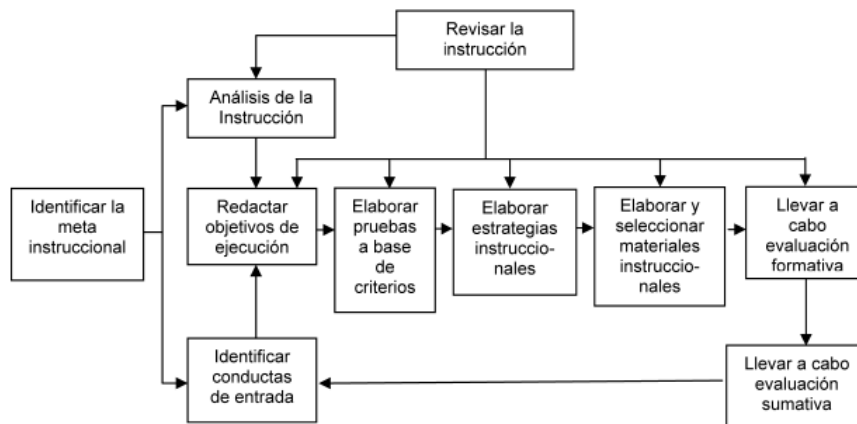 Revisar la
instrucción
Análisis de la
Instrucción
Identificar la
meta
instruccional
Redactar
objetivos de
ejecución
Elaborar
pruebas
a base
de
criterios
Elaborar
estrategias
instruccio-
nales
Elaborar y
seleccionar
materiales
instruccio-
nales
Llevar a
cabo
evaluación
formativa
Identificar
conductas
de entrada
Llevar a cabo
evaluación
sumativa